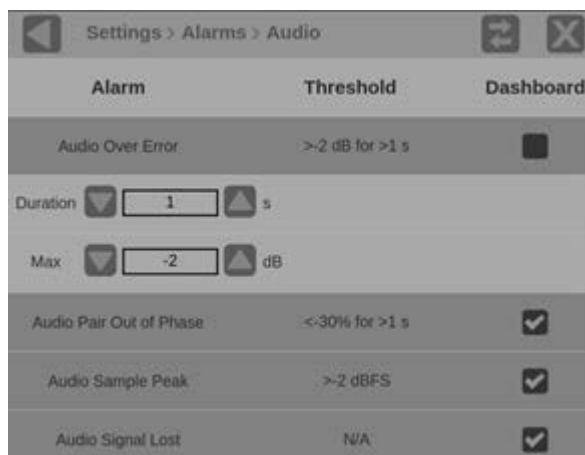 Settings > Alarms > Audio
Alarm Threshold Dashboard
Audio Over Error >-2 dB for >1 s
Duration 1 s
Max -2 dB
Audio Pair Out of Phase <-30% for >1 s
Audio Sample Peak >-2 dBFS
Audio Signal Lost N/A